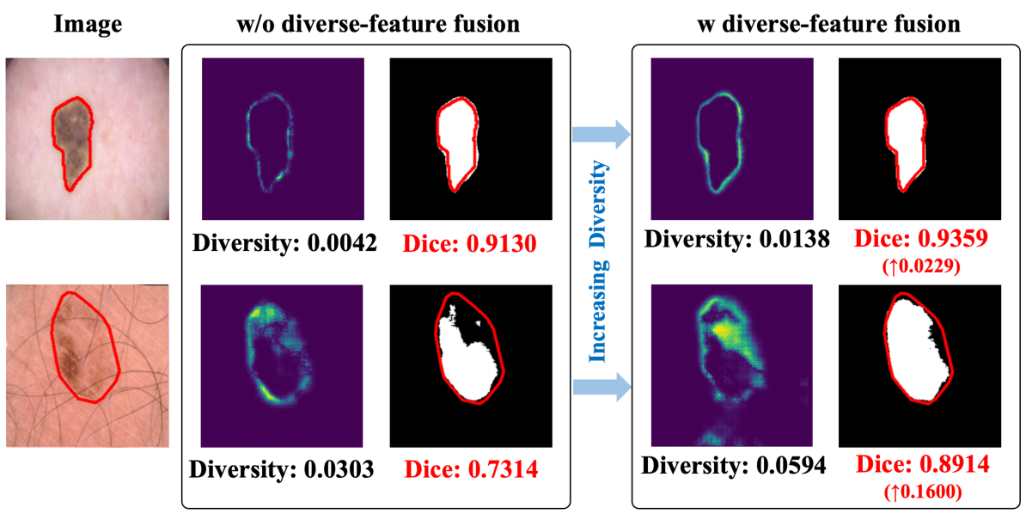 Image
w/o diverse-feature fusion
w diverse-feature fusion
Diversity: 0.0042
Dice: 0.9130
Increasing Diversity
Diversity: 0.0138
Dice: 0.9359
(↑0.0229)
Diversity: 0.0303
Dice: 0.7314
Diversity: 0.0594
Dice: 0.8914
(↑0.1600)